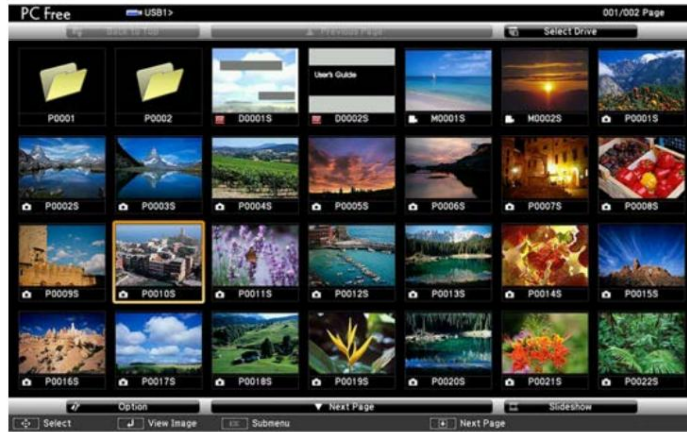 PC Free USB1> 001/002 Page
Back to Top ▲ Previous Page Select Drive
User's Guide
P0001 P0002 D0001S D0002S M0001S M0002S P0001S
P0002S P0003S P0004S P0005S P0006S P0007S P0008S
P0009S P0010S P0011S P0012S P0013S P0014S P0015S
P0016S P0017S P0018S P0019S P0020S P0021S P0022S
Option ▼ Next Page Slideshow
Select View Image Submenu Next Page